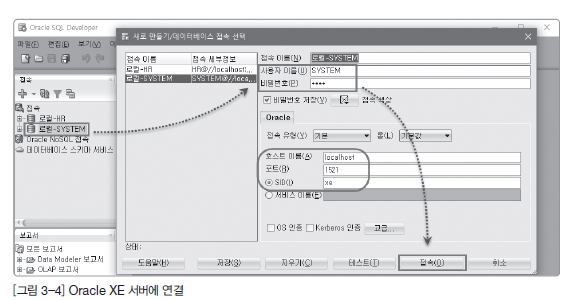 Oracle SQL Developer
파일(F) 편집(E) 보기(V)
새로 만들기/데이터베이스 접속 선택
접속
접속
로컬-HR
로컬-SYSTEM
Oracle NoSQL 접속
데이터베이스 스키마 서비스
보고서
모든 보고서
Data Modeler 보고서
OLAP 보고서
접속 이름 접속 세부정보
로컬-HR HR@//localhost:...
로컬-SYSTEM SYSTEM@//loca...
접속 이름(N) 로컬-SYSTEM
사용자 이름(U) SYSTEM
비밀번호(P) ****
비밀번호 저장(V) 접속 색상
Oracle
접속 유형(Y) 기본 롤(L) 기본값
호스트 이름(A) localhost
포트(R) 1521
SID(I) xe
서비스 이름(E)
OS 인증 Kerberos 인증 고급...
상태:
도움말(H) 저장(S) 지우기(C) 테스트(T) 접속(O) 취소
[그림 3-4] Oracle XE 서버에 연결